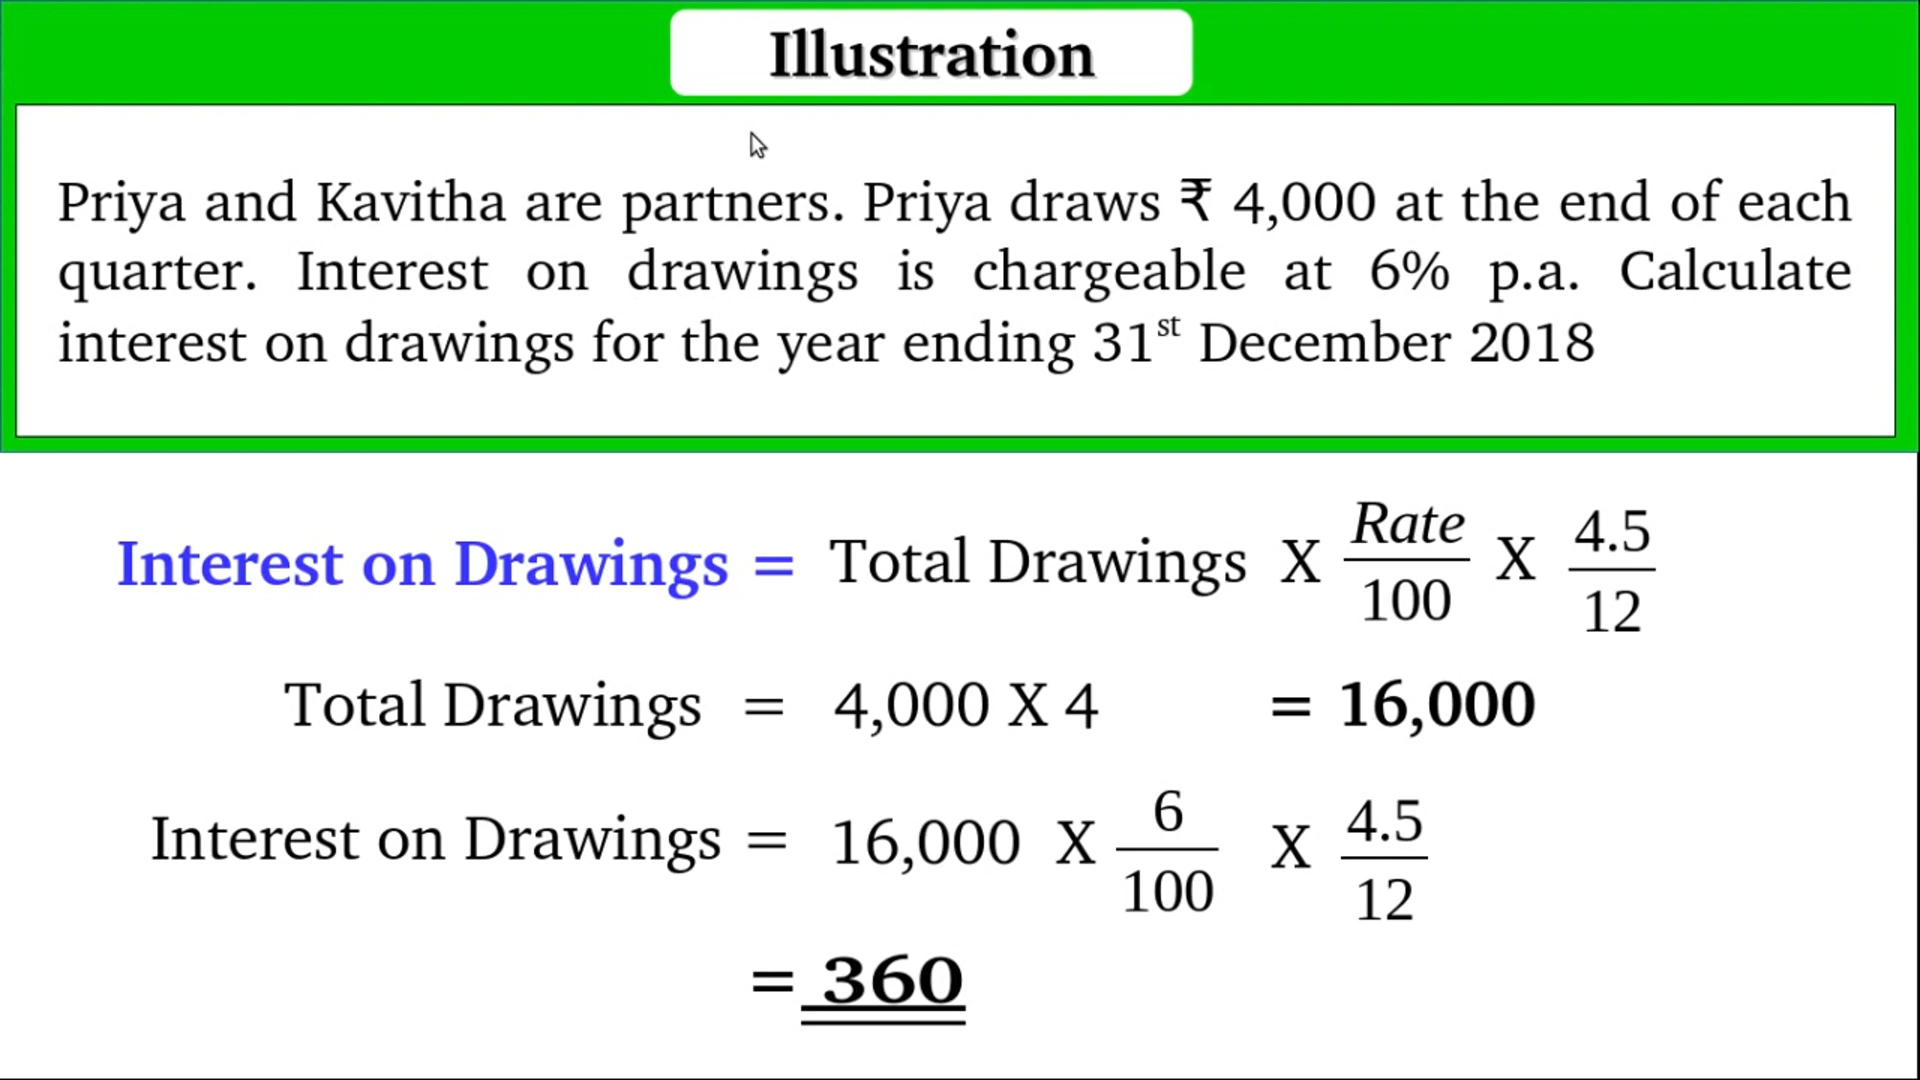 Illustration
Priya and Kavitha are partners. Priya draws ₹ 4,000 at the end of each
quarter. Interest on drawings is chargeable at 6% p.a. Calculate
interest on drawings for the year ending 31st December 2018
Interest on Drawings = Total Drawings X Rate/100 X 4.5/12
Total Drawings = 4,000 X 4 = 16,000
Interest on Drawings = 16,000 X 6/100 X 4.5/12
= 360